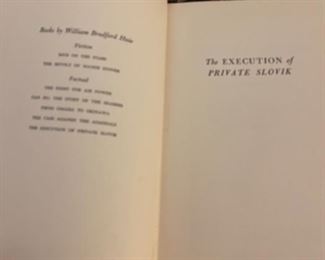 Books by William Bradford Huie
Fiction
MUD ON THE STARS
THE REVOLT OF MAMIE STOVER
Factual
THE FIGHT FOR AIR POWER
CAN DO: THE STORY OF THE SEABEES
FROM OMAHA TO OKINAWA
THE CASE AGAINST THE ADMIRALS
THE EXECUTION OF PRIVATE SLOVIK
The EXECUTION of
PRIVATE SLOVIK